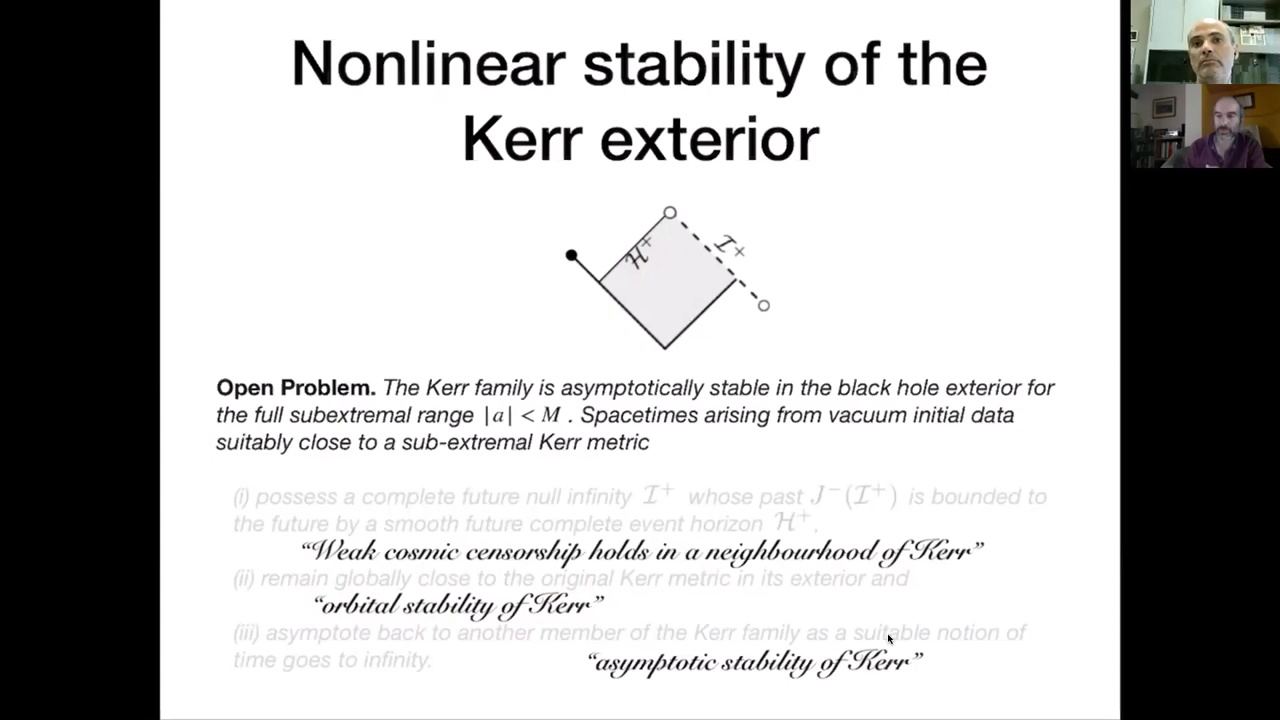 Nonlinear stability of the
Kerr exterior
ℋ⁺
ℐ⁺
Open Problem. The Kerr family is asymptotically stable in the black hole exterior for
the full subextremal range |a| < M . Spacetimes arising from vacuum initial data
suitably close to a sub-extremal Kerr metric
(i) possess a complete future null infinity ℐ⁺ whose past J⁻(ℐ⁺) is bounded to
the future by a smooth future complete event horizon ℋ⁺,
“Weak cosmic censorship holds in a neighbourhood of Kerr”
(ii) remain globally close to the original Kerr metric in its exterior and
“orbital stability of Kerr”
(iii) asymptote back to another member of the Kerr family as a suitable notion of
time goes to infinity.
“asymptotic stability of Kerr”